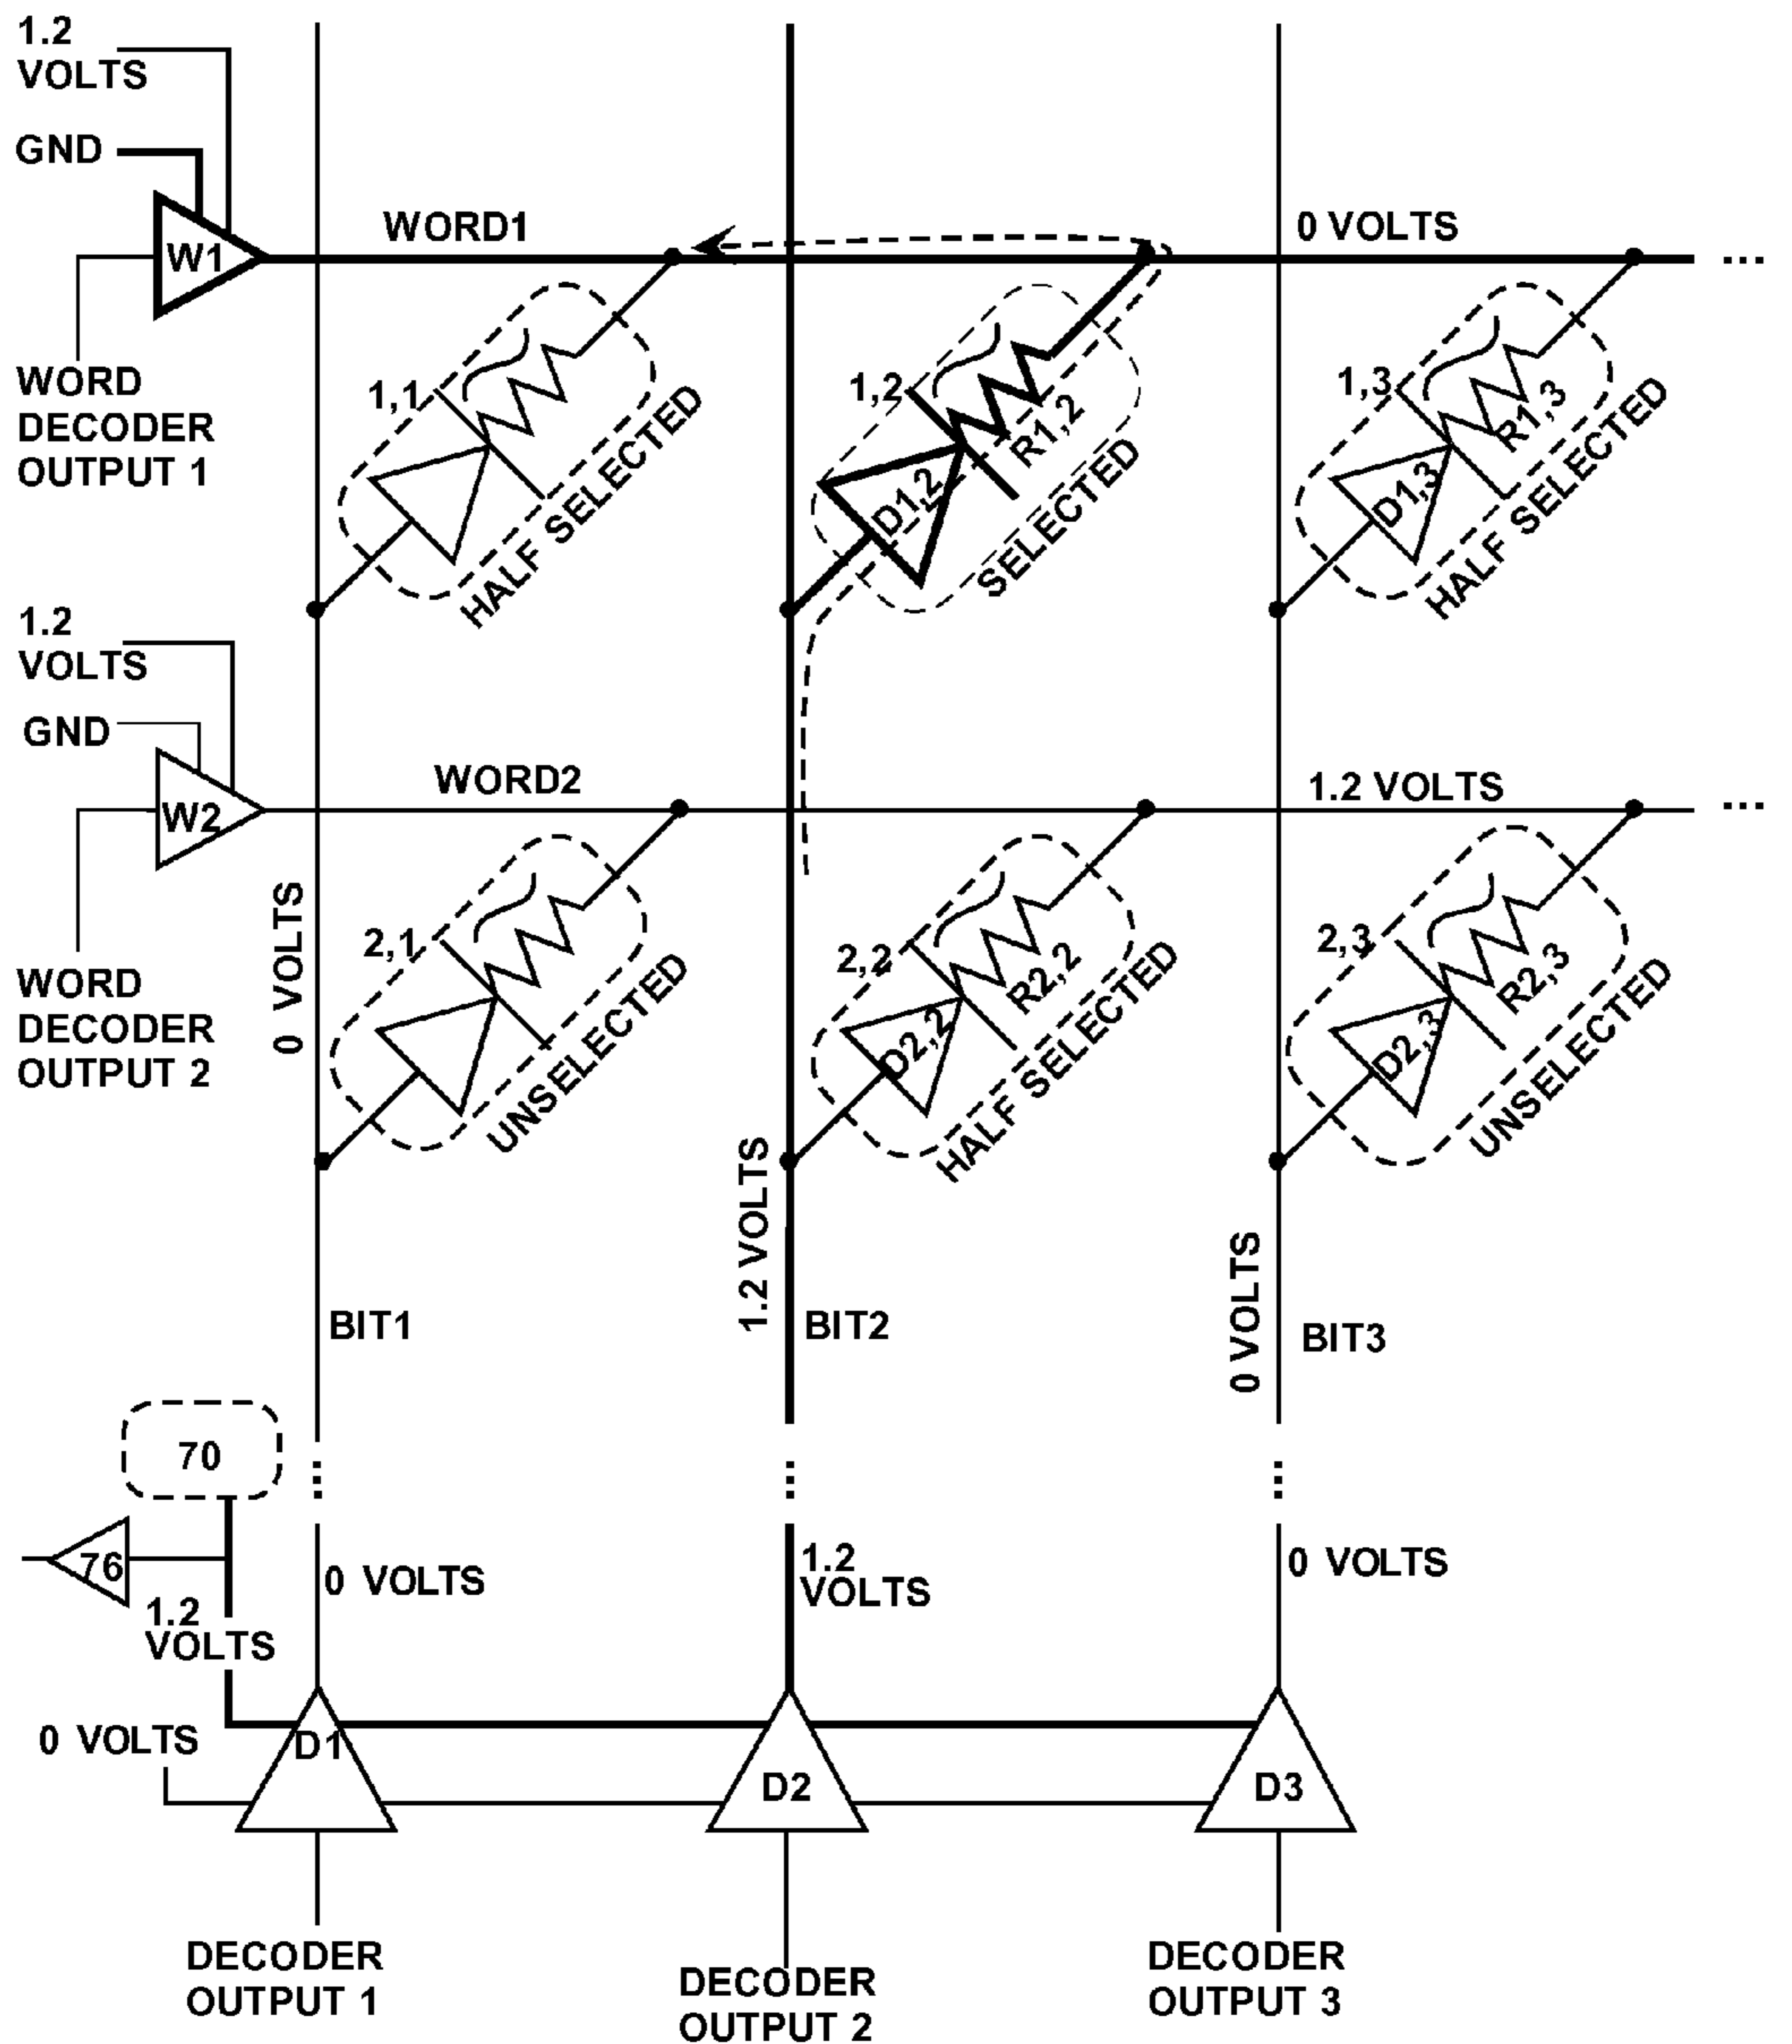 1.2
VOLTS
GND
W1
WORD1
0 VOLTS
...
WORD
DECODER
OUTPUT 1
1,1
HALF SELECTED
1,2
D1,2
R1,2
SELECTED
1,3
D1,3
R1,3
HALF SELECTED
1.2
VOLTS
GND
W2
WORD2
1.2 VOLTS
...
WORD
DECODER
OUTPUT 2
0 VOLTS
2,1
UNSELECTED
2,2
D2,2
R2,2
HALF SELECTED
2,3
D2,3
R2,3
UNSELECTED
1.2 VOLTS
0 VOLTS
BIT1
BIT2
BIT3
70
...
...
...
76
1.2
VOLTS
0 VOLTS
1.2
VOLTS
0 VOLTS
0 VOLTS
D1
D2
D3
DECODER
OUTPUT 1
DECODER
OUTPUT 2
DECODER
OUTPUT 3